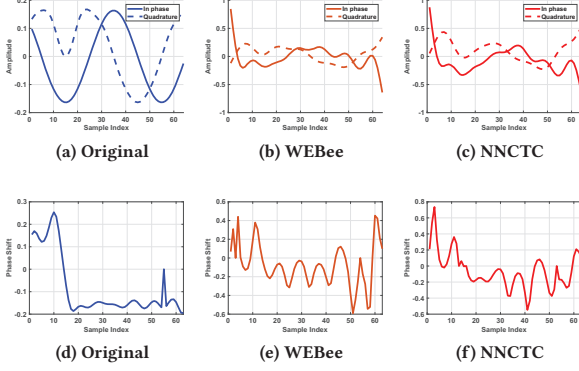 0.2
0.1
0
-0.1
-0.2
Amplitude
0 10 20 30 40 50 60
Sample Index
In phase
Quadrature
(a) Original
1
0.5
0
-0.5
-1
Amplitude
0 10 20 30 40 50 60
Sample Index
In phase
Quadrature
(b) WEBee
1
0.5
0
-0.5
-1
Amplitude
0 10 20 30 40 50 60
Sample Index
In phase
Quadrature
(c) NNCTC
0.3
0.2
0.1
0
-0.1
-0.2
Phase Shift
0 10 20 30 40 50 60
Sample Index
(d) Original
0.6
0.4
0.2
0
-0.2
-0.4
-0.6
Phase Shift
0 10 20 30 40 50 60
Sample Index
(e) WEBee
0.8
0.6
0.4
0.2
0
-0.2
-0.4
-0.6
Phase Shift
0 10 20 30 40 50 60
Sample Index
(f) NNCTC